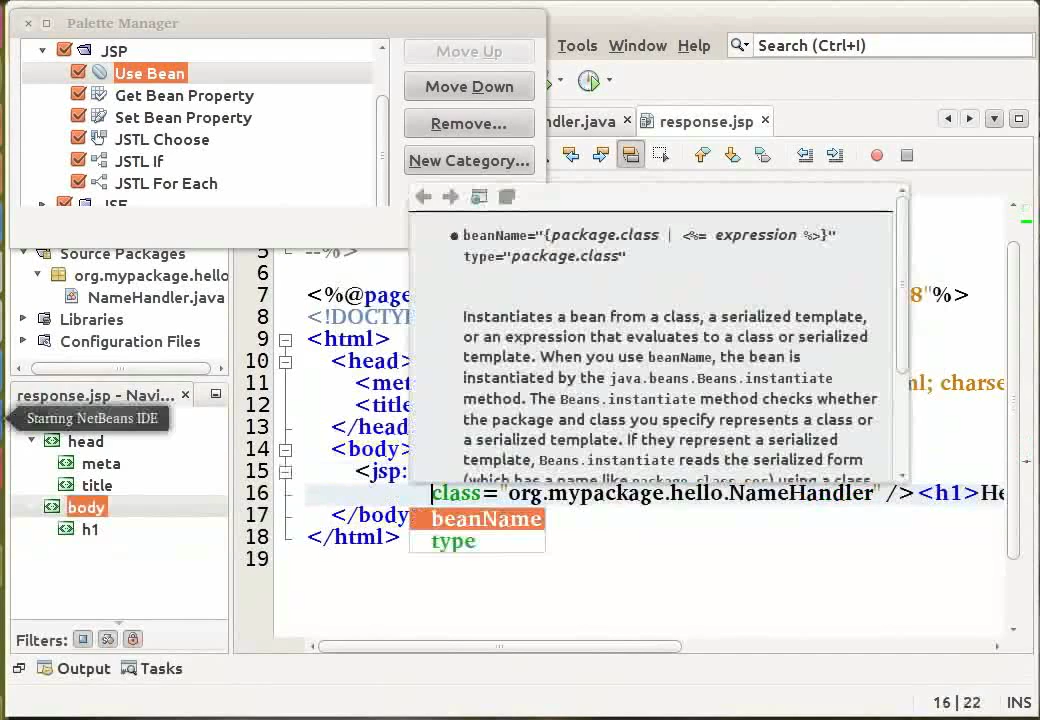 Palette Manager
JSP
Use Bean
Get Bean Property
Set Bean Property
JSTL Choose
JSTL If
JSTL For Each
Move Up
Move Down
Remove...
New Category...
Tools Window Help
Search (Ctrl+I)
ndler.java
response.jsp
beanName="{package.class | <%= expression %>}"
type="package.class"
Instantiates a bean from a class, a serialized template,
or an expression that evaluates to a class or serialized
template. When you use beanName, the bean is
instantiated by the java.beans.Beans.instantiate
method. The Beans.instantiate method checks whether
the package and class you specify represents a class or
a serialized template. If they represent a serialized
template, Beans.instantiate reads the serialized form
Source Packages
org.mypackage.hello
NameHandler.java
Libraries
Configuration Files
response.jsp - Navi...
Starting NetBeans IDE
head
meta
title
body
h1
Filters:
Output
Tasks
5 --%>
6
7 <%@page 8"%>
8 <!DOCTYP
9 <html>
10 <head>
11 <me ml; charse
12 <title
13 </head
14 <body>
15 <jsp:
16 class="org.mypackage.hello.NameHandler" /><h1>He
17 </body
18 </html>
19
beanName
type
16 | 22 INS